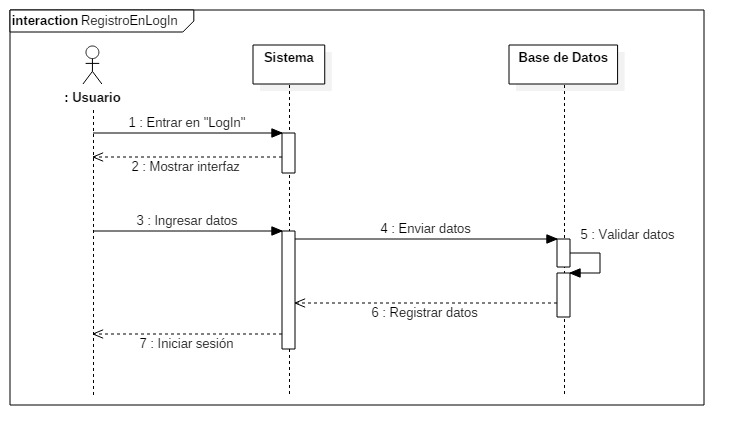 interaction RegistroEnLogIn
Sistema
Base de Datos
: Usuario
1 : Entrar en "LogIn"
2 : Mostrar interfaz
3 : Ingresar datos
4 : Enviar datos
5 : Validar datos
6 : Registrar datos
7 : Iniciar sesión